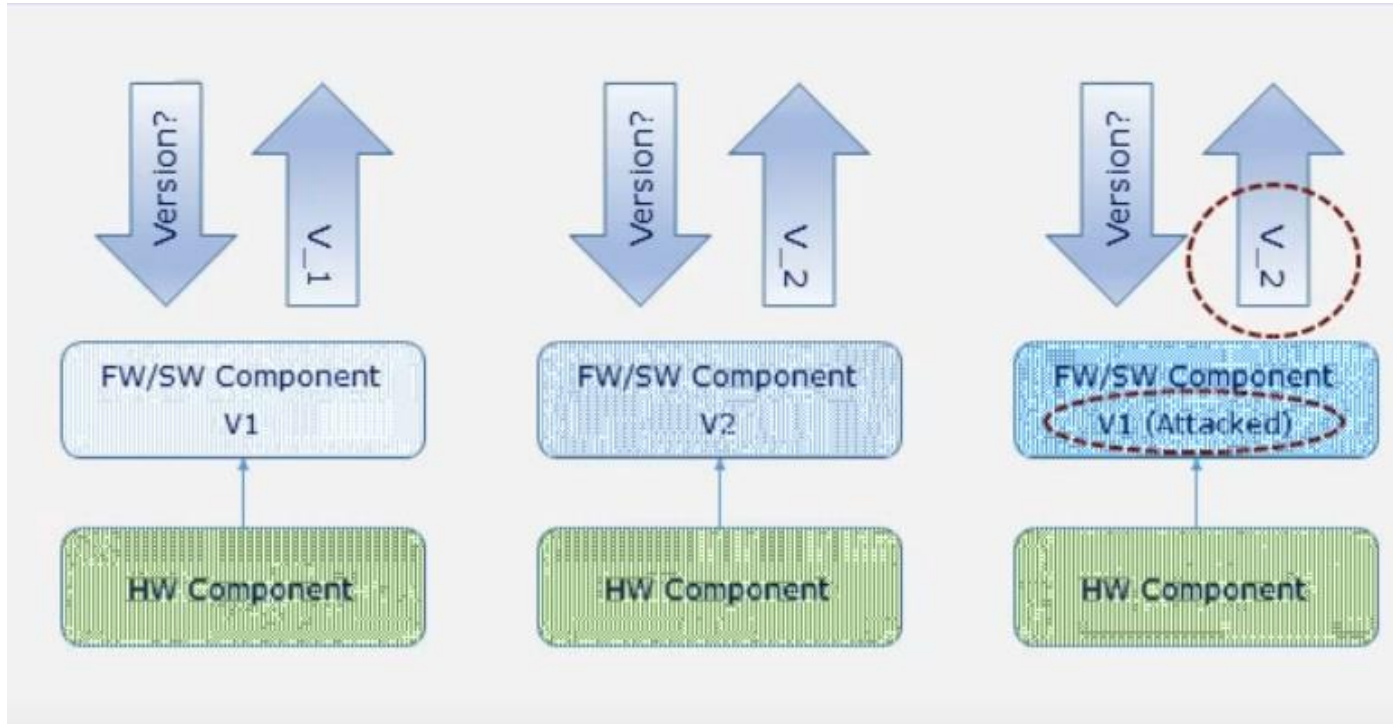 Version?
V_1
Version?
V_2
Version?
V_2
FW/SW Component
V1
FW/SW Component
V2
FW/SW Component
V1 (Attacked)
HW Component
HW Component
HW Component